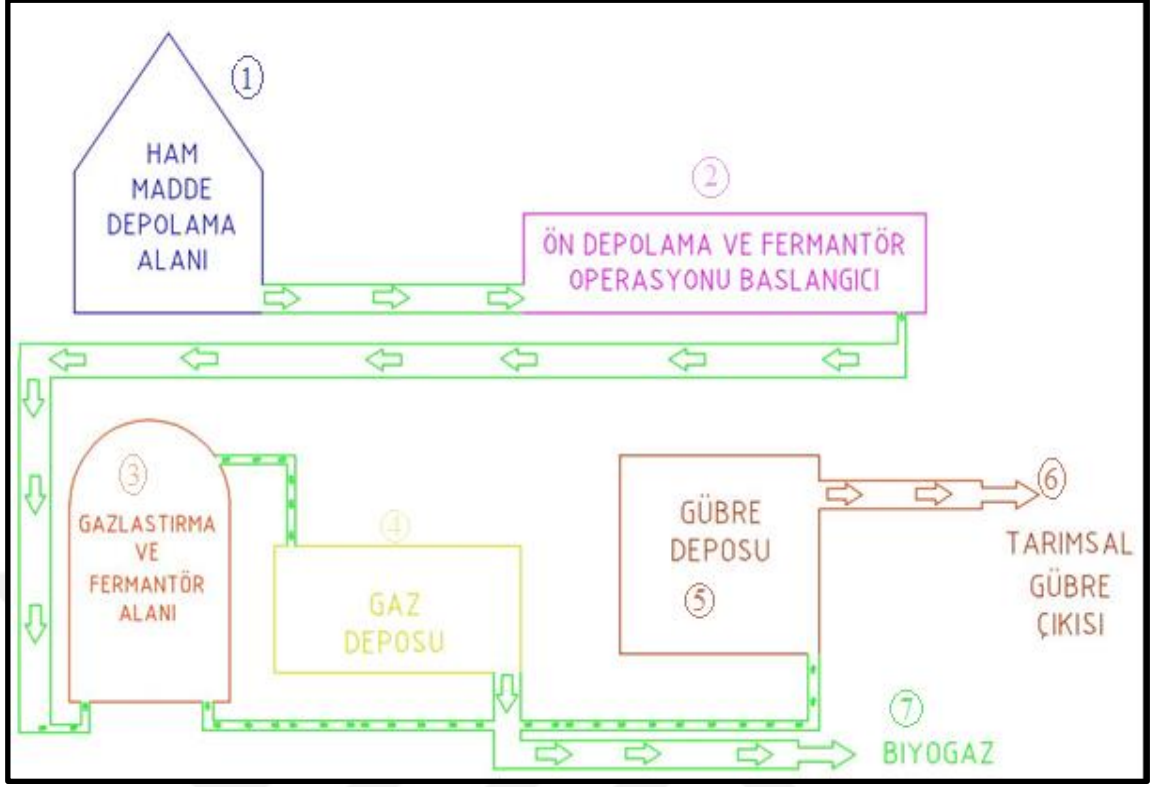 ①
HAM
MADDE
DEPOLAMA
ALANI
②
ÖN DEPOLAMA VE FERMANTÖR
OPERASYONU BASLANGICI
③
GAZLASTIRMA
VE
FERMANTÖR
ALANI
④
GAZ
DEPOSU
GÜBRE
DEPOSU
⑤
⑥
TARIMSAL
GÜBRE
ÇIKISI
⑦
BIYOGAZ